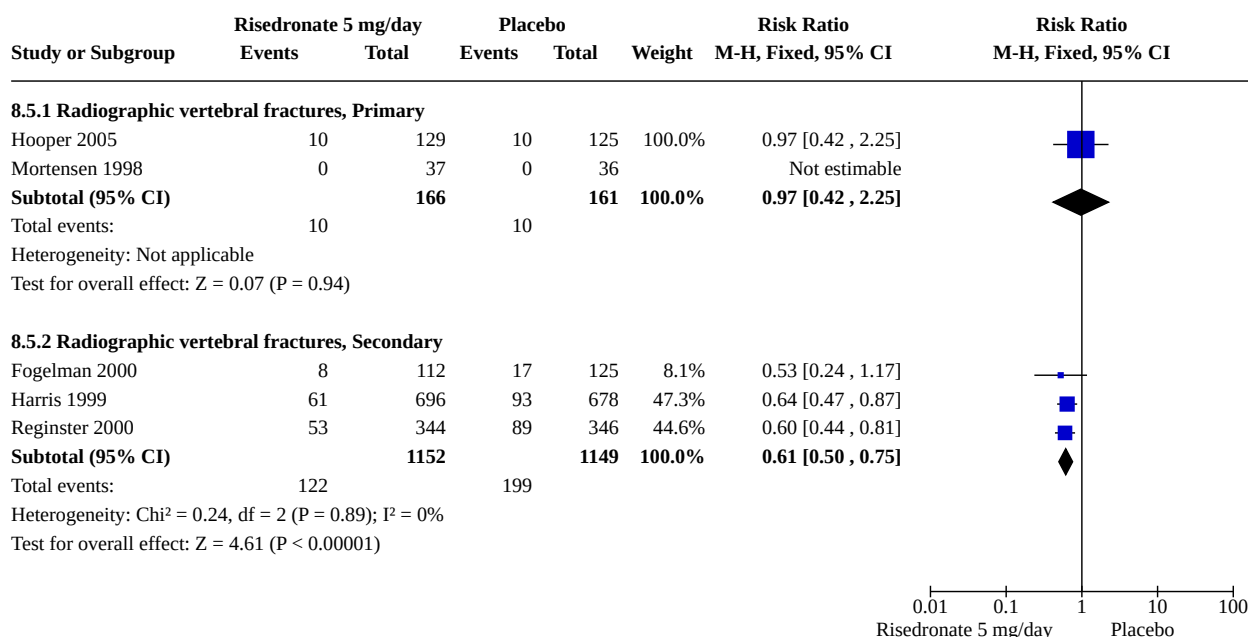 Risedronate 5 mg/day Placebo Risk Ratio Risk Ratio
Study or Subgroup Events Total Events Total Weight M-H, Fixed, 95% CI M-H, Fixed, 95% CI
8.5.1 Radiographic vertebral fractures, Primary
Hooper 2005 10 129 10 125 100.0% 0.97 [0.42 , 2.25]
Mortensen 1998 0 37 0 36 Not estimable
Subtotal (95% CI) 166 161 100.0% 0.97 [0.42 , 2.25]
Total events: 10 10
Heterogeneity: Not applicable
Test for overall effect: Z = 0.07 (P = 0.94)
8.5.2 Radiographic vertebral fractures, Secondary
Fogelman 2000 8 112 17 125 8.1% 0.53 [0.24 , 1.17]
Harris 1999 61 696 93 678 47.3% 0.64 [0.47 , 0.87]
Reginster 2000 53 344 89 346 44.6% 0.60 [0.44 , 0.81]
Subtotal (95% CI) 1152 1149 100.0% 0.61 [0.50 , 0.75]
Total events: 122 199
Heterogeneity: Chi² = 0.24, df = 2 (P = 0.89); I² = 0%
Test for overall effect: Z = 4.61 (P < 0.00001)
0.01 0.1 1 10 100
Risedronate 5 mg/day Placebo